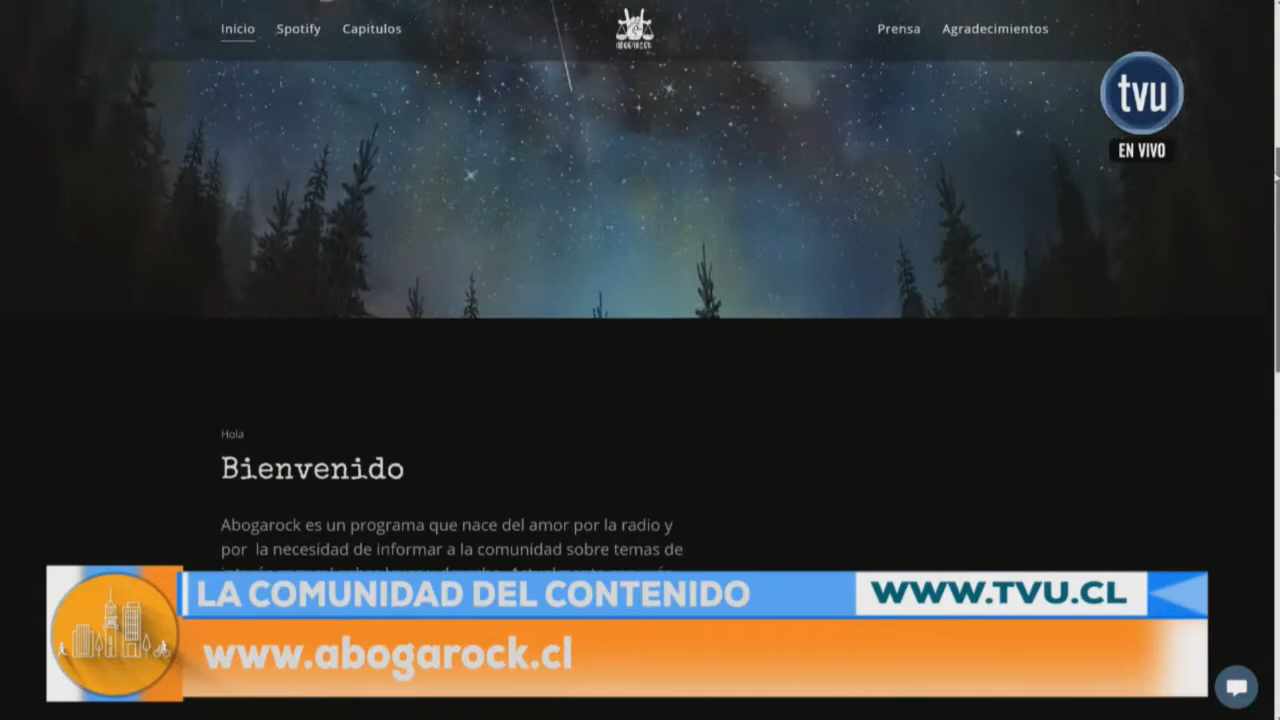 Inicio Spotify Capitulos
ABOGAROCK
Prensa Agradecimientos
tvu
EN VIVO
Hola
Bienvenido
Abogarock es un programa que nace del amor por la radio y
por la necesidad de informar a la comunidad sobre temas de
LA COMUNIDAD DEL CONTENIDO
WWW.TVU.CL
www.abogarock.cl